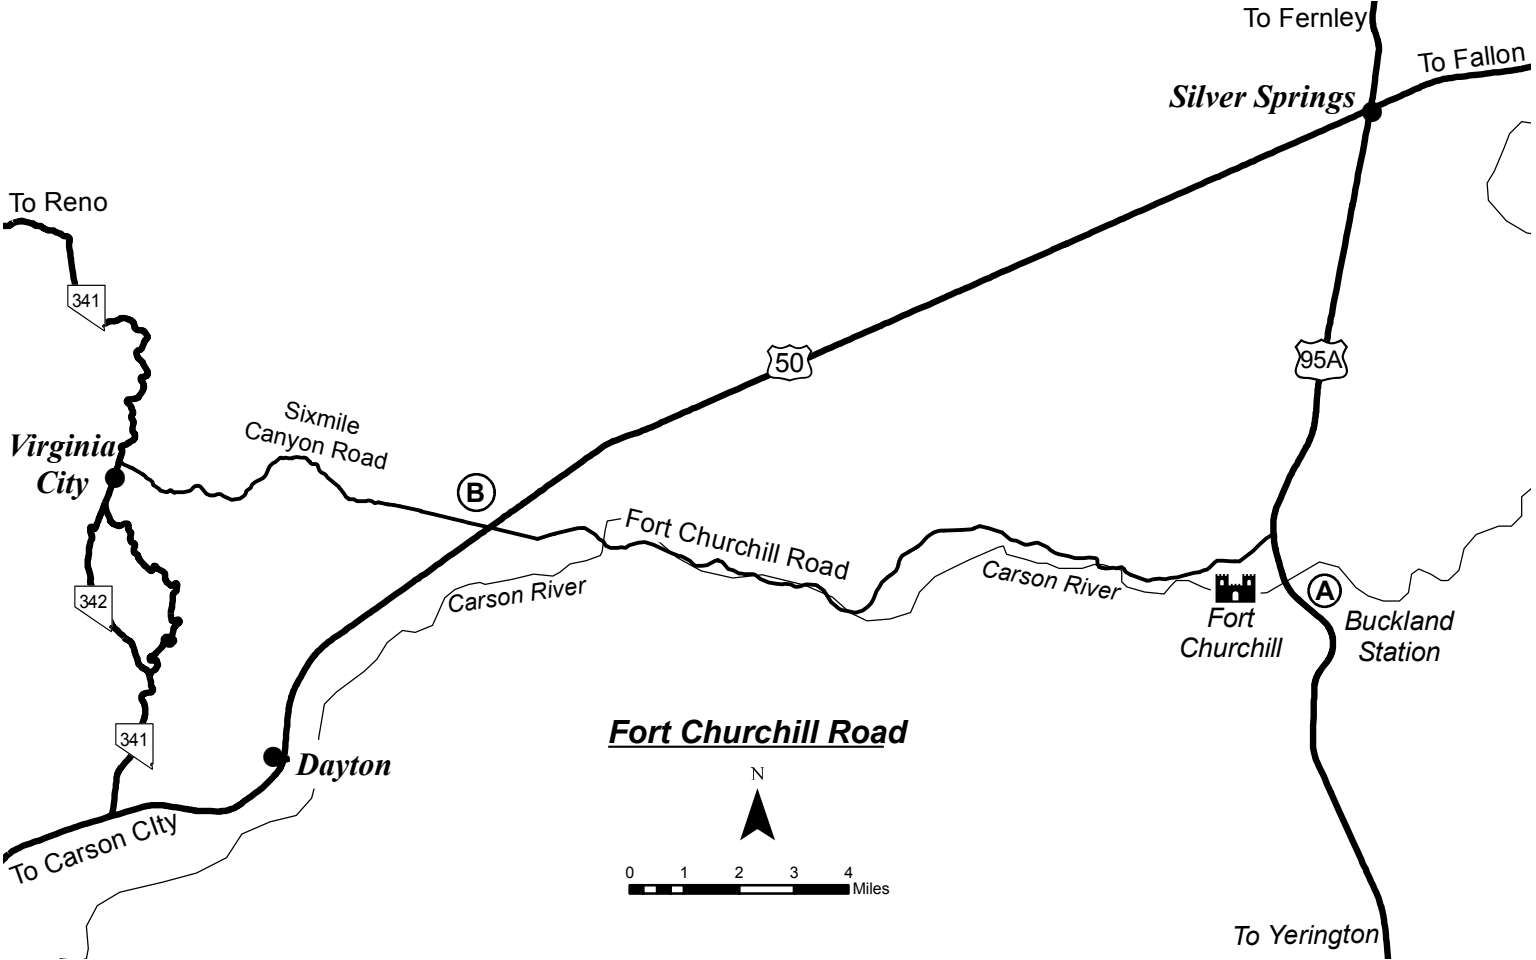 To Fernley
To Fallon
Silver Springs
To Reno
341
50
95A
Sixmile
Canyon Road
Virginia
City
B
Fort Churchill Road
Carson River
Carson River
A
342
Fort
Churchill
Buckland
Station
341
Fort Churchill Road
Dayton
N
To Carson CIty
0 1 2 3 4
Miles
To Yerington